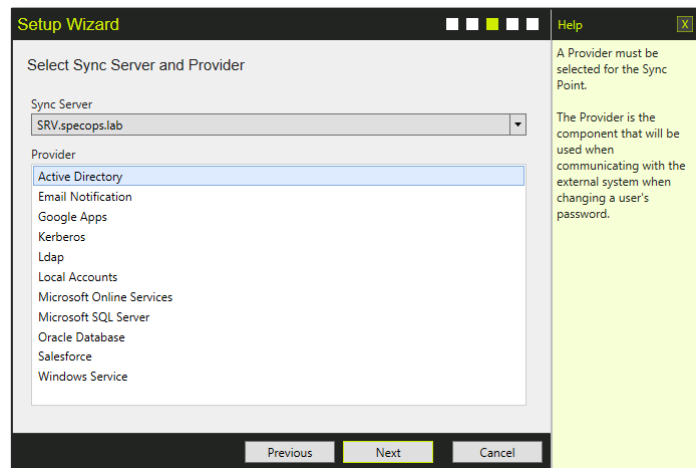 Setup Wizard
Select Sync Server and Provider
Sync Server
SRV.specops.lab
Provider
Active Directory
Email Notification
Google Apps
Kerberos
Ldap
Local Accounts
Microsoft Online Services
Microsoft SQL Server
Oracle Database
Salesforce
Windows Service
Previous
Next
Cancel
Help
X
A Provider must be
selected for the Sync
Point.
The Provider is the
component that will be
used when
communicating with the
external system when
changing a user's
password.